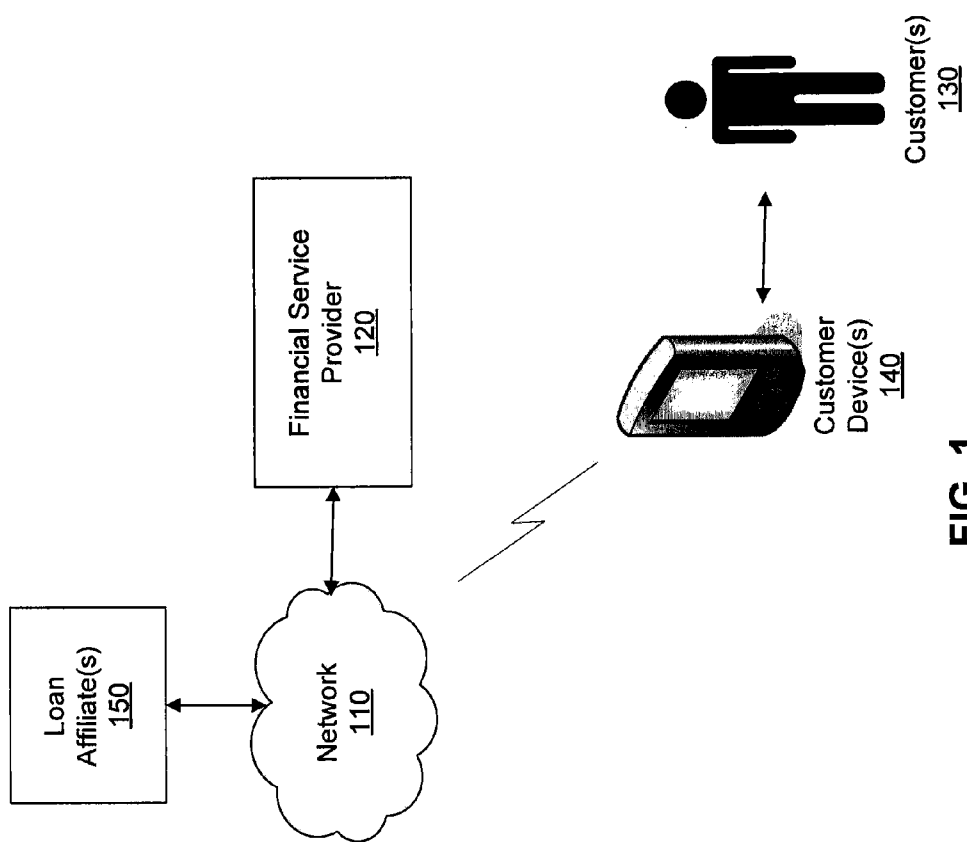 Loan
Affiliate(s)
150
Network
110
Financial Service
Provider
120
Customer
Device(s)
140
Customer(s)
130
FIG. 1